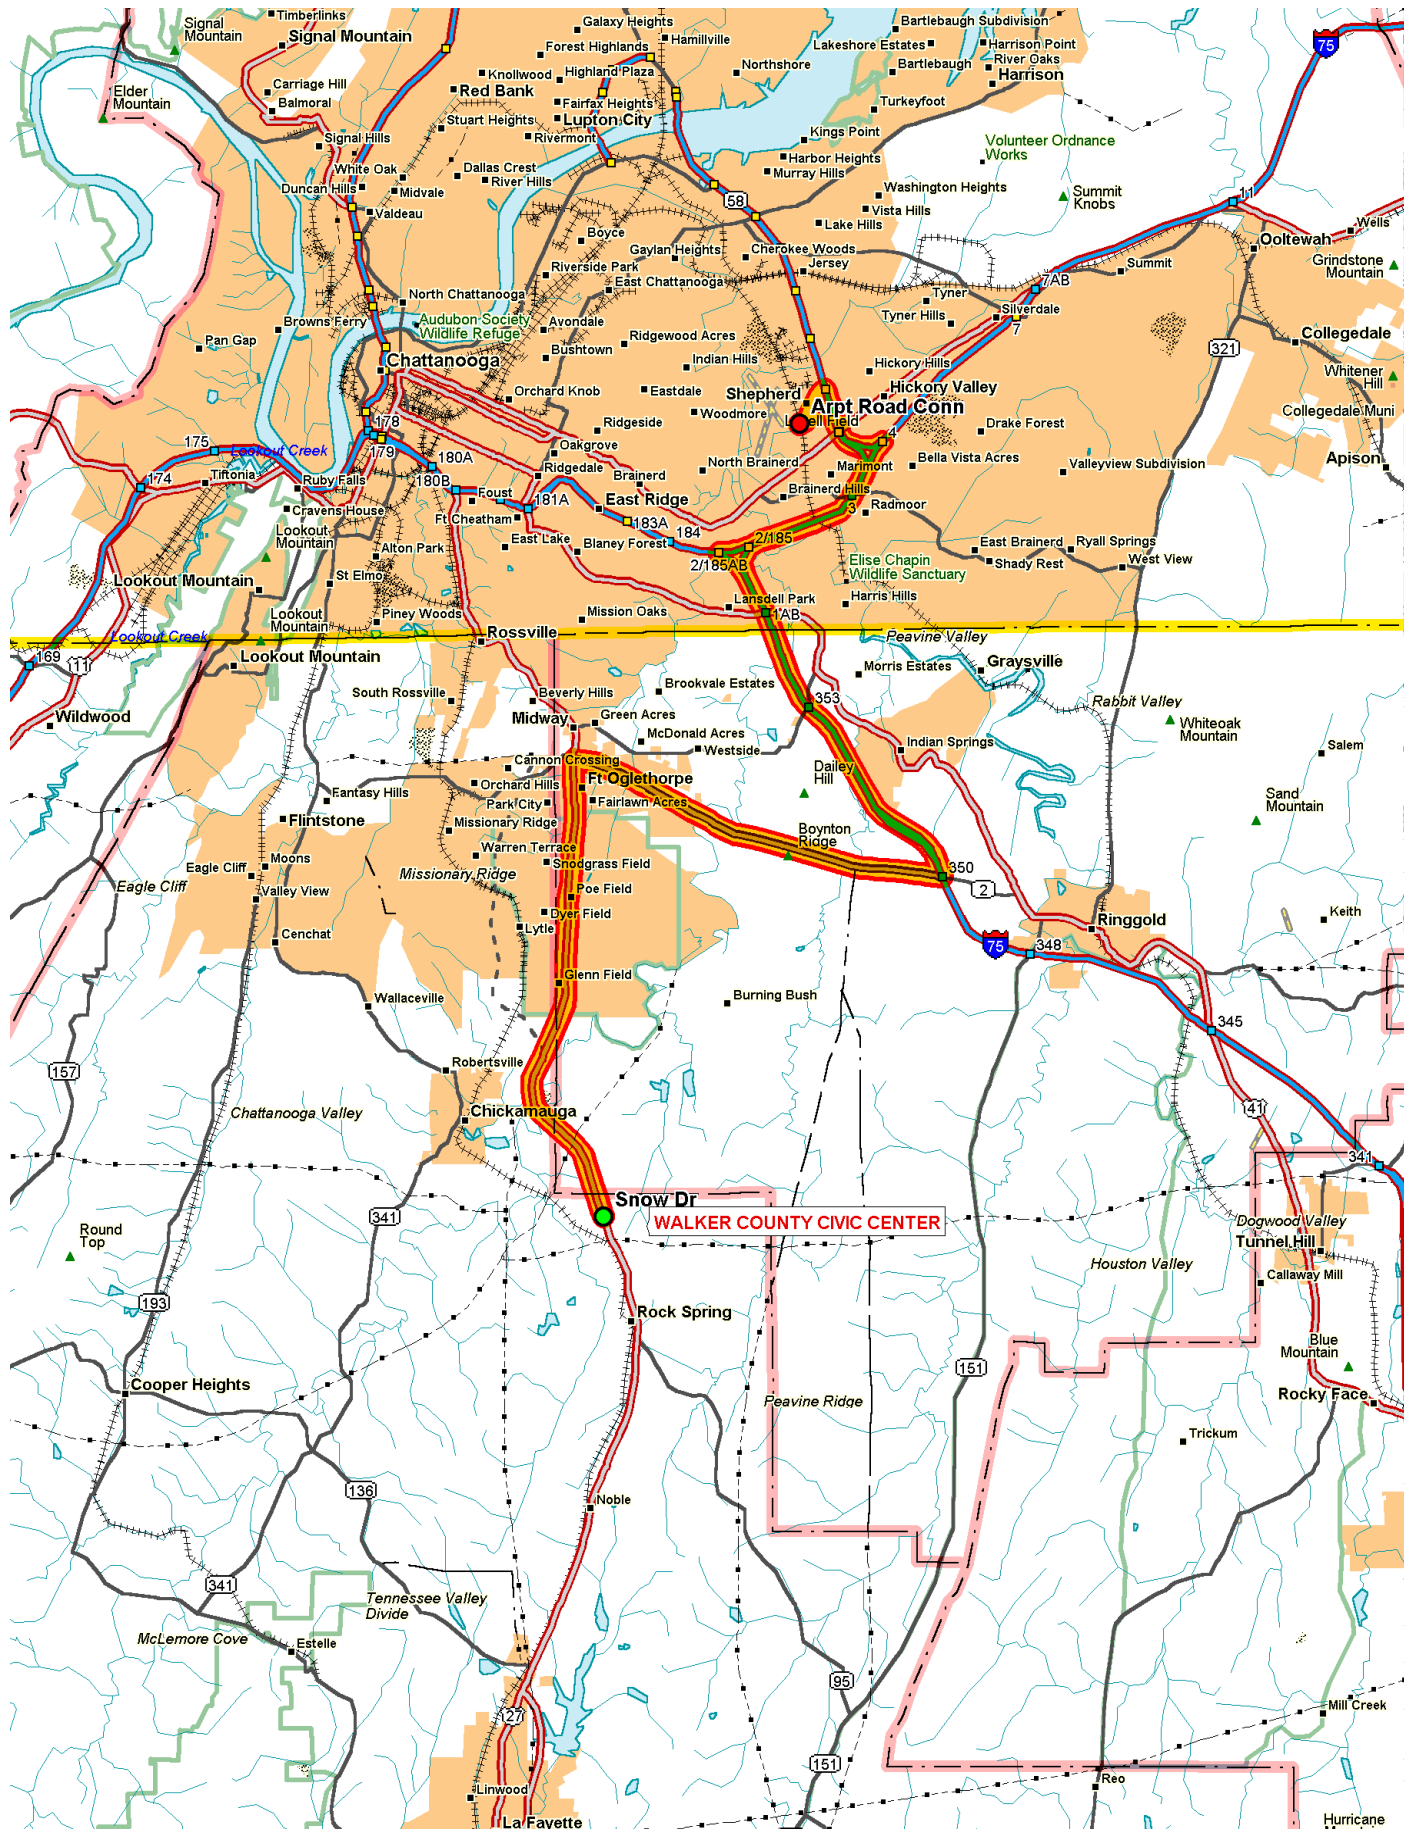 Timberlinks
Signal
Mountain
Signal Mountain
Galaxy Heights
Hamillville
Bartlebaugh Subdivision
Lakeshore Estates
Harrison Point
75
Forest Highlands
Knollwood
Highland Plaza
Northshore
Bartlebaugh
River Oaks
Harrison
Elder
Mountain
Carriage Hill
Balmoral
Red Bank
Fairfax Heights
Lupton City
Turkeyfoot
Stuart Heights
Rivermont
Kings Point
Signal Hills
Volunteer Ordnance
Works
White Oak
Dallas Crest
River Hills
Harbor Heights
Murray Hills
Duncan Hills
Midvale
Washington Heights
Summit
Knobs
11
58
Valdeau
Vista Hills
Lake Hills
Wells
Boyce
Gaylan Heights
Cherokee Woods
Jersey
Ooltewah
Grindstone
Mountain
Riverside Park
East Chattanooga
Summit
7AB
North Chattanooga
Tyner
Silverdale
Tyner Hills
7
Audubon Society
Wildlife Refuge
Browns Ferry
Avondale
Ridgewood Acres
Collegedale
Pan Gap
Bushtown
Indian Hills
321
Chattanooga
Hickory Hills
Whitener
Hill
Orchard Knob
Eastdale
Shepherd
Hickory Valley
Woodmore
Arpt Road Conn
Lovell Field
Collegedale Muni
178
179
Ridgeside
4
Drake Forest
175
Lookout Creek
Oakgrove
180A
Ridgedale
North Brainerd
Marimont
Bella Vista Acres
Valleyview Subdivision
Apison
174
Tiftonia
Ruby Falls
180B
Foust
Brainerd
Brainerd Hills
Cravens House
181A
East Ridge
3
Radmoor
Ft Cheatham
183A
184
Lookout
Mountain
East Lake
Blaney Forest
2/185
2/185AB
East Brainerd
Ryall Springs
Alton Park
Elise Chapin
Wildlife Sanctuary
Shady Rest
West View
Lookout Mountain
St Elmo
Lookout
Mountain
Piney Woods
Mission Oaks
Lansdell Park
1AB
Harris Hills
Lookout Creek
Rossville
Peavine Valley
169
11
Lookout Mountain
Morris Estates
Graysville
South Rossville
Beverly Hills
Brookvale Estates
353
Rabbit Valley
Wildwood
Midway
Green Acres
Whiteoak
Mountain
McDonald Acres
Westside
Indian Springs
Salem
Cannon Crossing
Dailey
Hill
Orchard Hills
Ft Oglethorpe
Fantasy Hills
Park City
Fairlawn Acres
Sand
Mountain
Flintstone
Missionary Ridge
Boynton
Ridge
Warren Terrace
Snodgrass Field
Moons
Eagle Cliff
Missionary Ridge
350
Eagle Cliff
Valley View
Poe Field
2
Dyer Field
Ringgold
Keith
Lytle
Cenchat
75
348
Glenn Field
Wallaceville
Burning Bush
345
Robertsville
157
Chattanooga Valley
Chickamauga
41
341
Snow Dr
WALKER COUNTY CIVIC CENTER
341
Round
Top
Dogwood Valley
Tunnel Hill
Houston Valley
Callaway Mill
193
Rock Spring
Blue
Mountain
151
Cooper Heights
Rocky Face
Peavine Ridge
Trickum
136
Noble
341
Tennessee Valley
Divide
McLemore Cove
Estelle
95
Mill Creek
27
151
Reo
Linwood
La Fayette
Hurricane